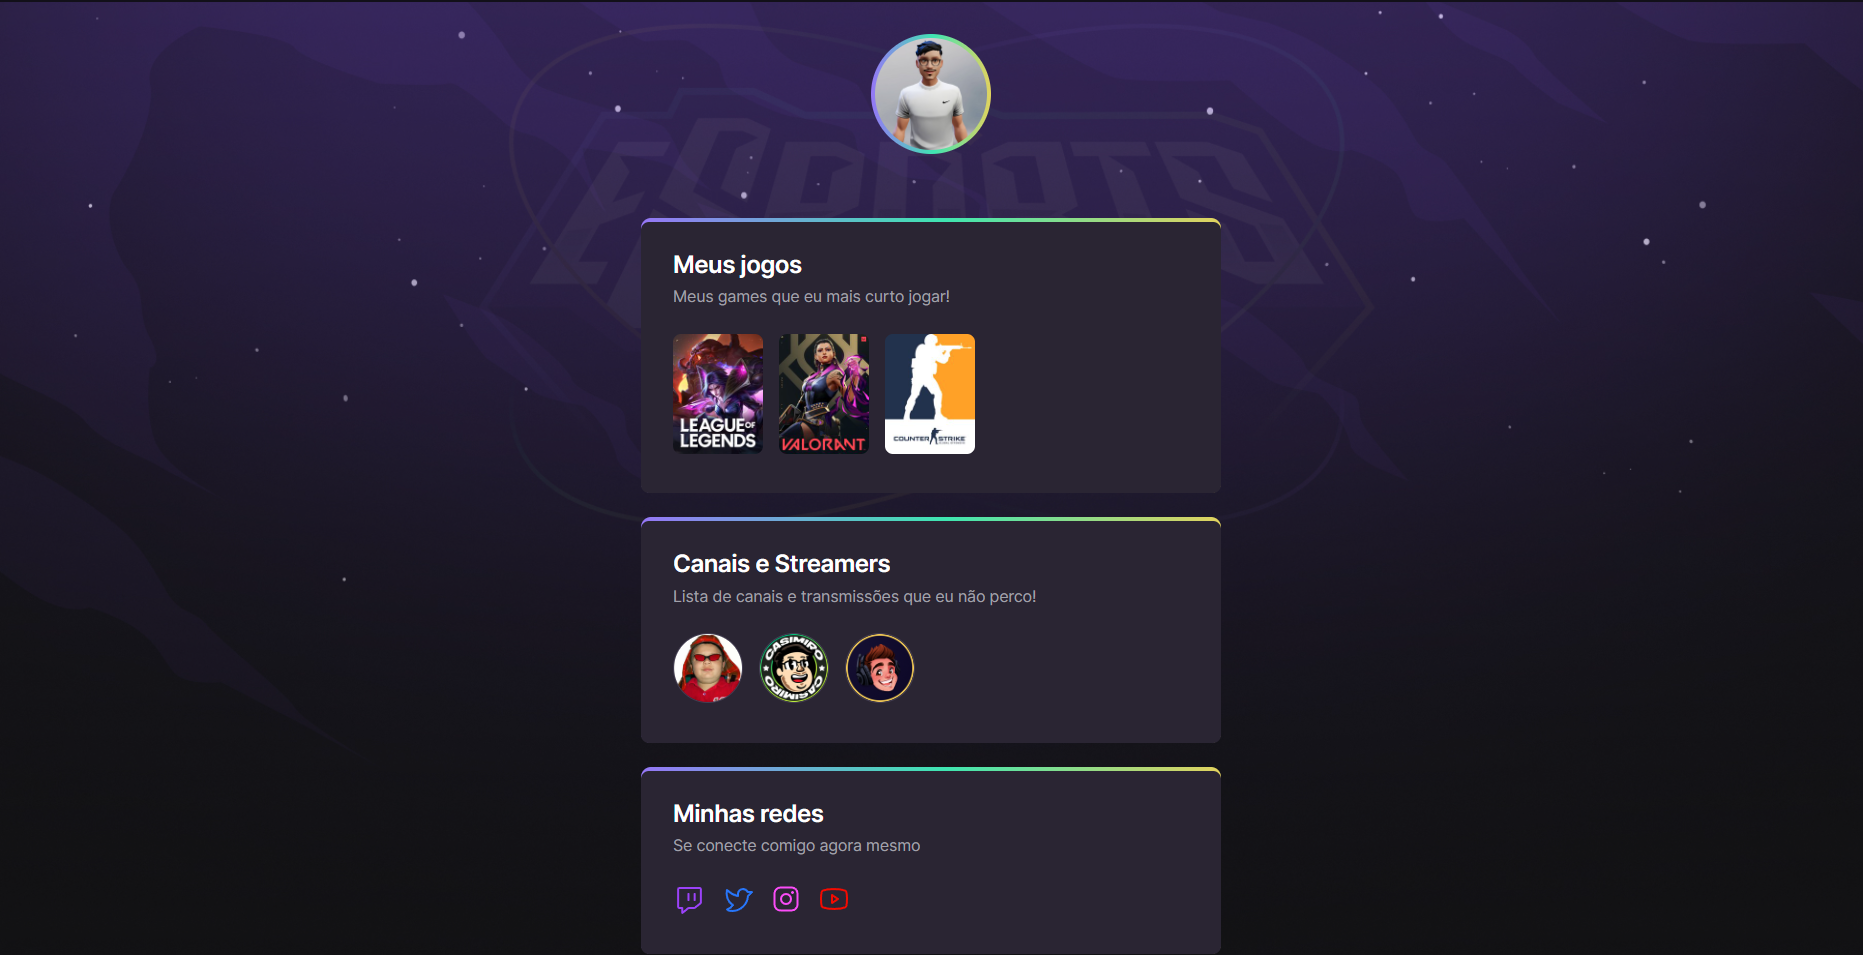 ESPORTS
Meus jogos
Meus games que eu mais curto jogar!
LEAGUE OF
LEGENDS
VALORANT
COUNTER STRIKE
Canais e Streamers
Lista de canais e transmissões que eu não perco!
CASIMIRO
CASIMIRO
Minhas redes
Se conecte comigo agora mesmo